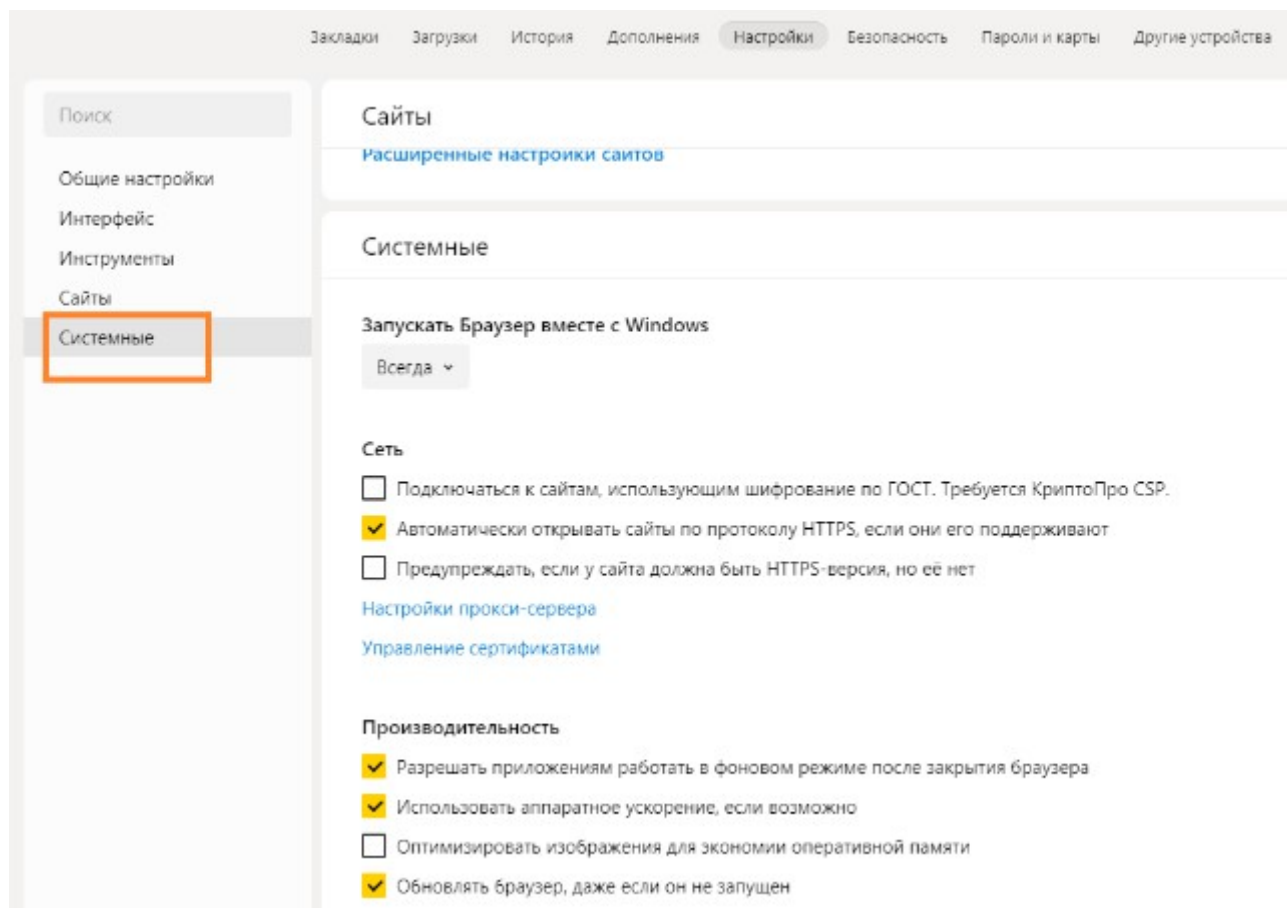 Закладки Загрузки История Дополнения Настройки Безопасность Пароли и карты Другие устройства
Поиск
Общие настройки
Интерфейс
Инструменты
Сайты
Системные
Сайты
Расширенные настройки сайтов
Системные
Запускать Браузер вместе с Windows
Всегда
Сеть
Подключаться к сайтам, использующим шифрование по ГОСТ. Требуется КриптоПро CSP.
Автоматически открывать сайты по протоколу HTTPS, если они его поддерживают
Предупреждать, если у сайта должна быть HTTPS-версия, но её нет
Настройки прокси-сервера
Управление сертификатами
Производительность
Разрешать приложениям работать в фоновом режиме после закрытия браузера
Использовать аппаратное ускорение, если возможно
Оптимизировать изображения для экономии оперативной памяти
Обновлять браузер, даже если он не запущен